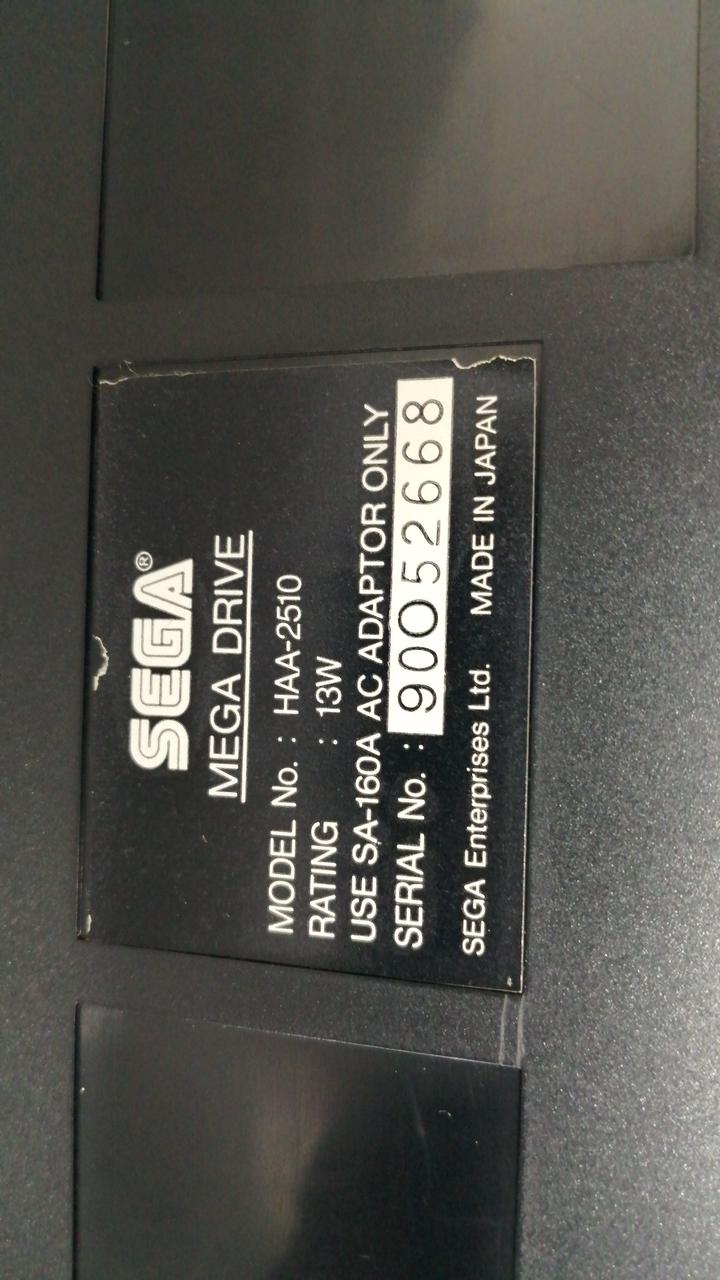 SEGA®
MEGA DRIVE
MODEL No. : HAA-2510
RATING : 13W
USE SA-160A AC ADAPTOR ONLY
SERIAL No. : 90052668
SEGA Enterprises Ltd. MADE IN JAPAN